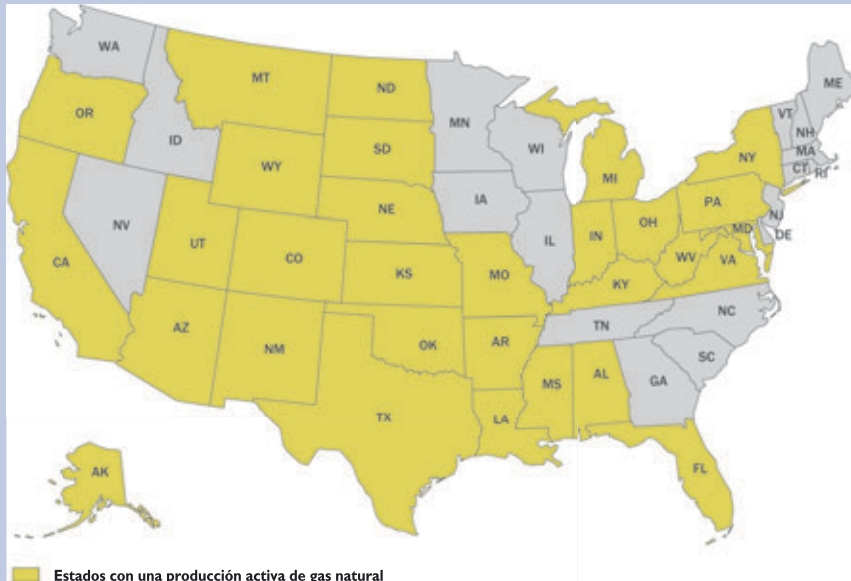 WA
MT
ND
MN
ME
OR
ID
WY
SD
WI
MI
VT
NH
NY
MA
CT
RI
NV
UT
NE
IA
IL
IN
OH
PA
NJ
MD
DE
CA
CO
KS
MO
KY
WV
VA
AZ
NM
OK
AR
TN
NC
SC
TX
LA
MS
AL
GA
FL
AK
Estados con una producción activa de gas natural